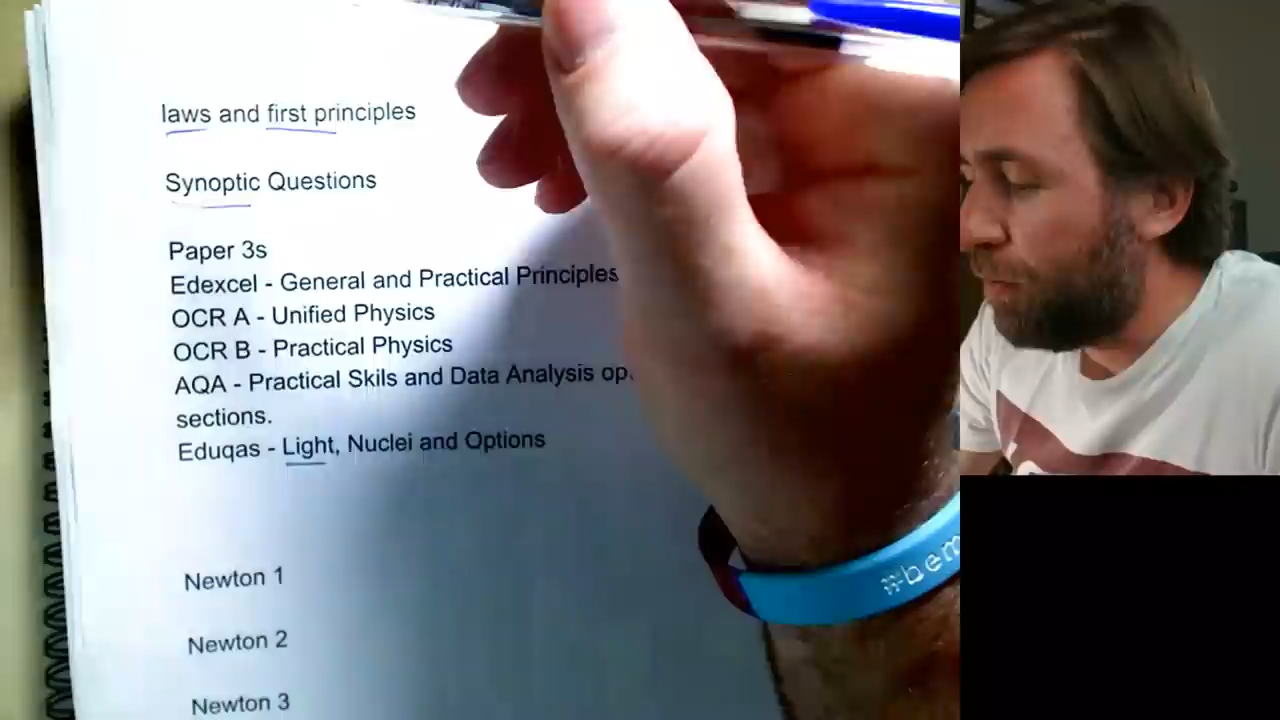 laws and first principles
Synoptic Questions
Paper 3s
Edexcel - General and Practical Principles
OCR A - Unified Physics
OCR B - Practical Physics
AQA - Practical Skils and Data Analysis op
sections.
Eduqas - Light, Nuclei and Options
Newton 1
Newton 2
Newton 3
#bem